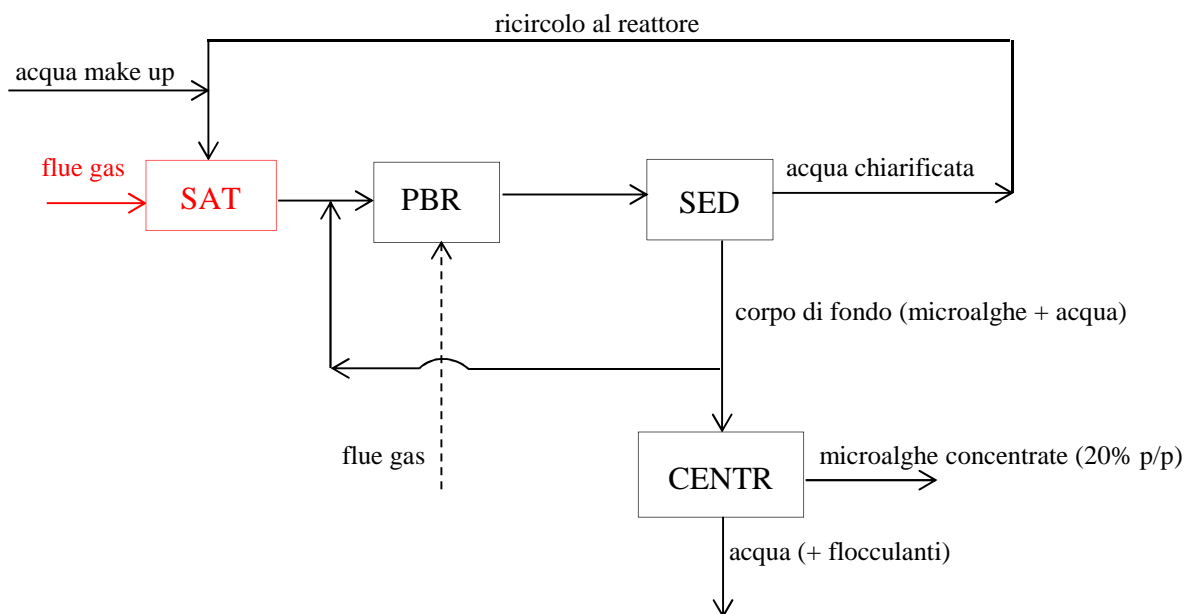 ricircolo al reattore
acqua make up
flue gas
SAT
PBR
SED
acqua chiarificata
corpo di fondo (microalghe + acqua)
flue gas
CENTR
microalghe concentrate (20% p/p)
acqua (+ flocculanti)